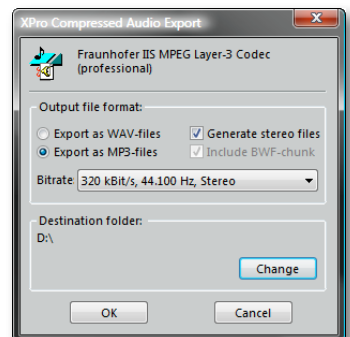 XPro Compressed Audio Export
Fraunhofer IIS MPEG Layer-3 Codec
(professional)
Output file format:
Export as WAV-files
Generate stereo files
Export as MP3-files
Include BWF-chunk
Bitrate: 320 kBit/s, 44.100 Hz, Stereo
Destination folder:
D:\
Change
OK
Cancel